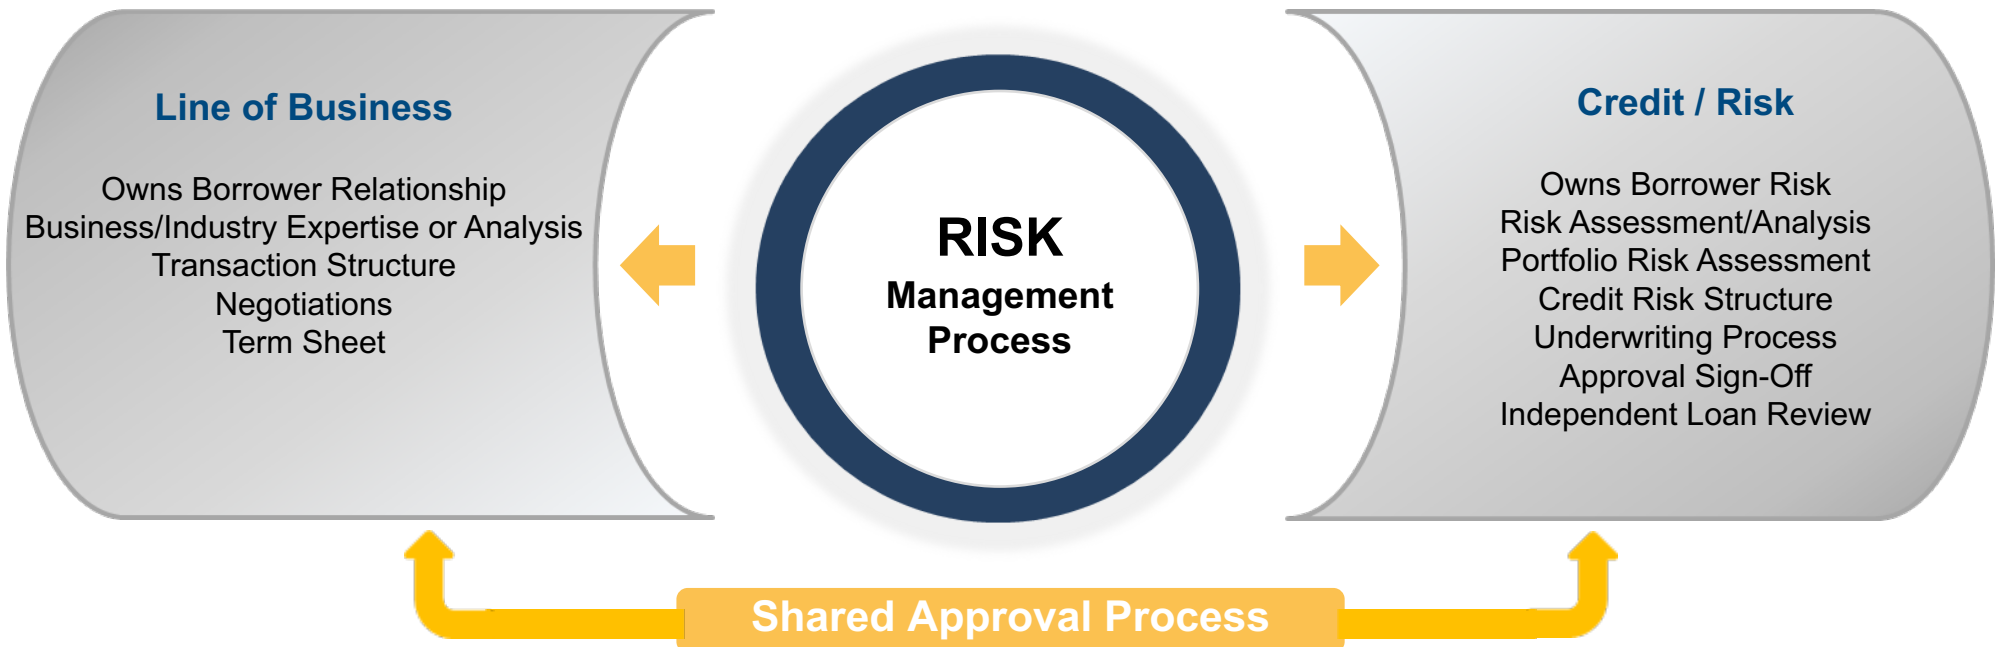 Line of Business
Owns Borrower Relationship
Business/Industry Expertise or Analysis
Transaction Structure
Negotiations
Term Sheet
RISK
Management
Process
Credit / Risk
Owns Borrower Risk
Risk Assessment/Analysis
Portfolio Risk Assessment
Credit Risk Structure
Underwriting Process
Approval Sign-Off
Independent Loan Review
Shared Approval Process